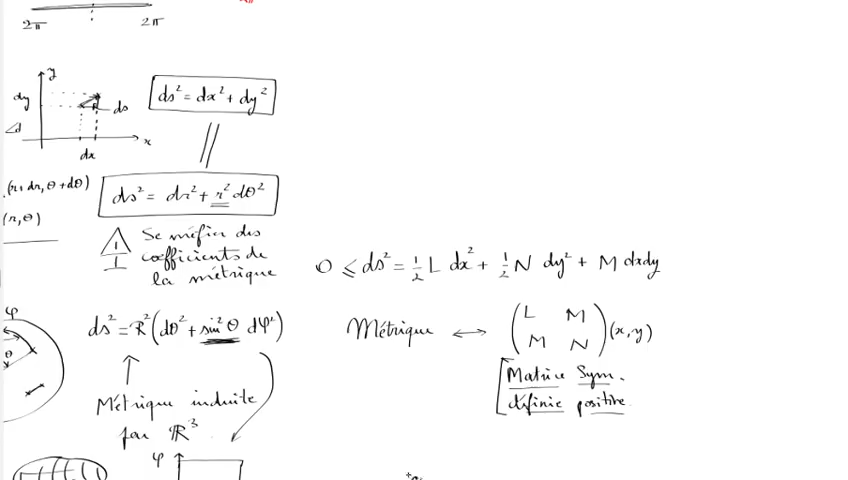 2π 2π
y
dy ds
dx x
ds² = dx² + dy²
(r+dr, θ+dθ)
(r,θ)
ds² = dr² + r² dθ²
! Se méfier des
coefficients de
la métrique
0 ≤ ds² = 1/2 L dx² + 1/2 N dy² + M dxdy
φ
θ
ds² = R²(dθ² + sin²θ dφ²)
Métrique ↔ (L M
M N)(x,y)
Matrice Sym.
définie positive
Métrique induite
par R³
φ